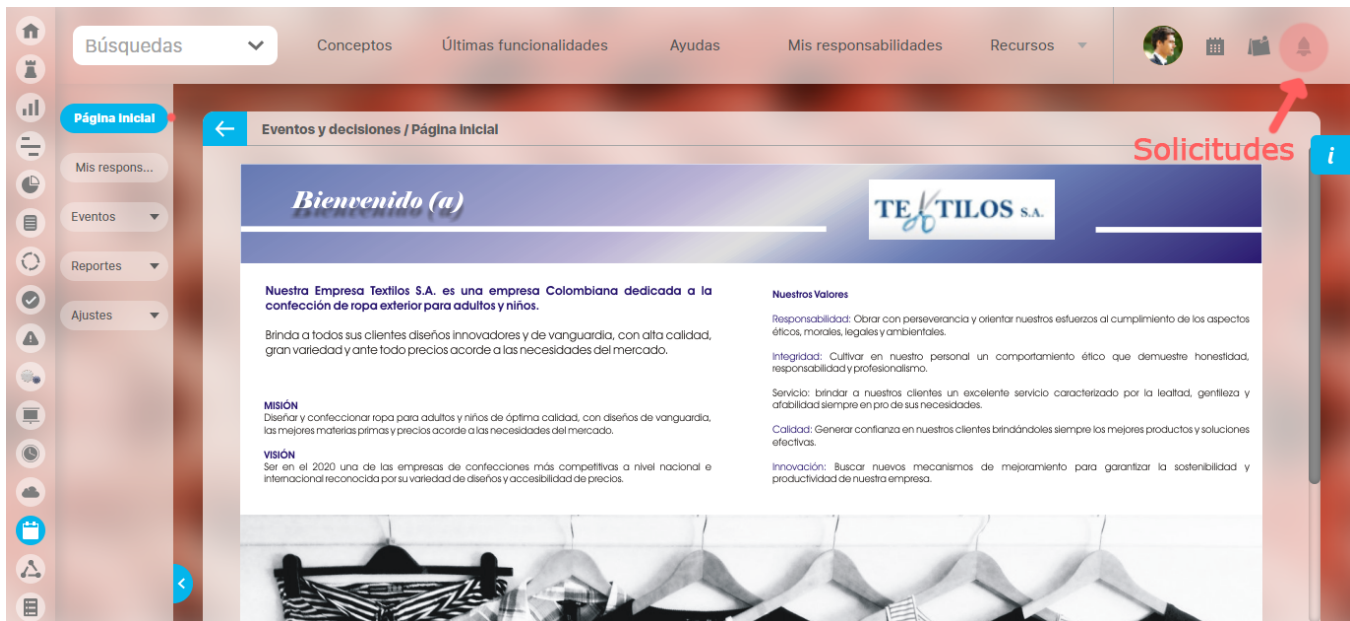 Búsquedas
Conceptos
Últimas funcionalidades
Ayudas
Mis responsabilidades
Recursos
Solicitudes
Página Inicial
Mis respons...
Eventos
Reportes
Ajustes
Eventos y decisiones / Página Inicial
i
Bienvenido (a)
TEXTILOS S.A.
Nuestra Empresa Textilos S.A. es una empresa Colombiana dedicada a la
confección de ropa exterior para adultos y niños.
Brinda a todos sus clientes diseños innovadores y de vanguardia, con alta calidad,
gran variedad y ante todo precios acorde a las necesidades del mercado.
MISIÓN
Diseñar y confeccionar ropa para adultos y niños de óptima calidad, con diseños de vanguardia,
las mejores materias primas y precios acorde a las necesidades del mercado.
VISIÓN
Ser en el 2020 una de las empresas de confecciones más competitivas a nivel nacional e
internacional reconocida por su variedad de diseños y accesibilidad de precios.
Nuestros Valores
Responsabilidad: Obrar con perseverancia y orientar nuestros esfuerzos al cumplimiento de los aspectos
éticos, morales, legales y ambientales.
Integridad: Cultivar en nuestro personal un comportamiento ético que demuestre honestidad,
responsabilidad y profesionalismo.
Servicio: brindar a nuestros clientes un excelente servicio caracterizado por la lealtad, gentileza y
afabilidad siempre en pro de sus necesidades.
Calidad: Generar confianza en nuestros clientes brindándoles siempre los mejores productos y soluciones
efectivas.
Innovación: Buscar nuevos mecanismos de mejoramiento para garantizar la sostenibilidad y
productividad de nuestra empresa.